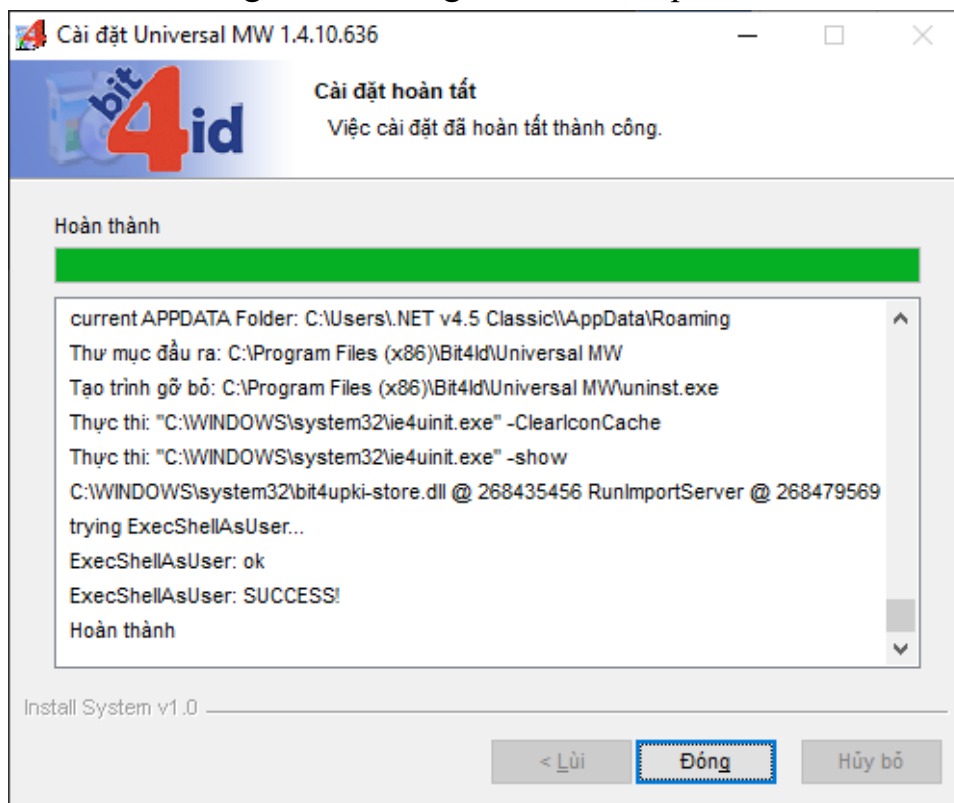 Cài đặt Universal MW 1.4.10.636
bit
4id
Cài đặt hoàn tất
Việc cài đặt đã hoàn tất thành công.
Hoàn thành
current APPDATA Folder: C:\Users\.NET v4.5 Classic\\AppData\Roaming
Thư mục đầu ra: C:\Program Files (x86)\Bit4Id\Universal MW
Tạo trình gỡ bỏ: C:\Program Files (x86)\Bit4Id\Universal MW\uninst.exe
Thực thi: "C:\WINDOWS\system32\ie4uinit.exe" -ClearIconCache
Thực thi: "C:\WINDOWS\system32\ie4uinit.exe" -show
C:\WINDOWS\system32\bit4upki-store.dll @ 268435456 RunImportServer @ 268479569
trying ExecShellAsUser...
ExecShellAsUser: ok
ExecShellAsUser: SUCCESS!
Hoàn thành
Install System v1.0
< Lùi
Đóng
Hủy bỏ